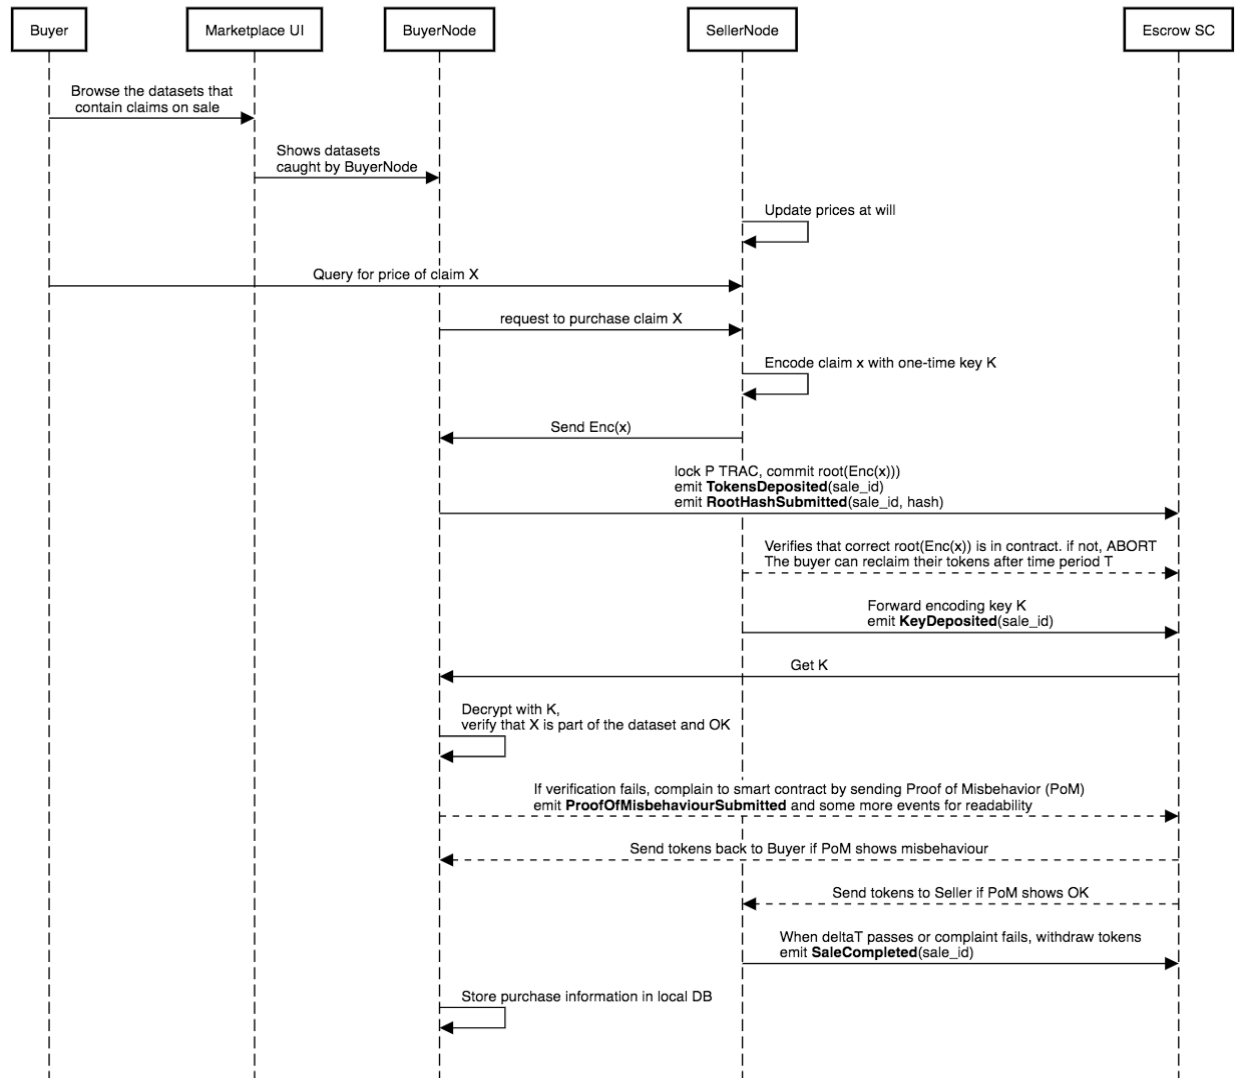 Buyer
Marketplace UI
BuyerNode
SellerNode
Escrow SC
Browse the datasets that
contain claims on sale
Shows datasets
caught by BuyerNode
Update prices at will
Query for price of claim X
request to purchase claim X
Encode claim x with one-time key K
Send Enc(x)
lock P TRAC, commit root(Enc(x)))
emit TokensDeposited(sale_id)
emit RootHashSubmitted(sale_id, hash)
Verifies that correct root(Enc(x)) is in contract. if not, ABORT
The buyer can reclaim their tokens after time period T
Forward encoding key K
emit KeyDeposited(sale_id)
Get K
Decrypt with K,
verify that X is part of the dataset and OK
If verification fails, complain to smart contract by sending Proof of Misbehavior (PoM)
emit ProofOfMisbehaviourSubmitted and some more events for readability
Send tokens back to Buyer if PoM shows misbehaviour
Send tokens to Seller if PoM shows OK
When deltaT passes or complaint fails, withdraw tokens
emit SaleCompleted(sale_id)
Store purchase information in local DB